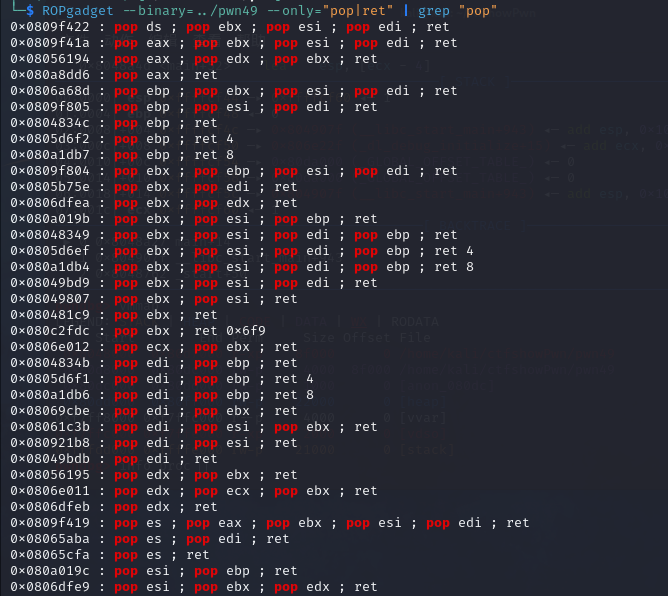 └─$ ROPgadget --binary=../pwn49 --only="pop|ret" | grep "pop"
0×0809f422 : pop ds ; pop ebx ; pop esi ; pop edi ; ret
0×0809f41a : pop eax ; pop ebx ; pop esi ; pop edi ; ret
0×08056194 : pop eax ; pop edx ; pop ebx ; ret
0×080a8dd6 : pop eax ; ret
0×0806a68d : pop ebp ; pop ebx ; pop esi ; pop edi ; ret
0×0809f805 : pop ebp ; pop esi ; pop edi ; ret
0×0804834c : pop ebp ; ret
0×0805d6f2 : pop ebp ; ret 4
0×080a1db7 : pop ebp ; ret 8
0×0809f804 : pop ebx ; pop ebp ; pop esi ; pop edi ; ret
0×0805b75e : pop ebx ; pop edi ; ret
0×0806dfea : pop ebx ; pop edx ; ret
0×080a019b : pop ebx ; pop esi ; pop ebp ; ret
0×08048349 : pop ebx ; pop esi ; pop edi ; pop ebp ; ret
0×0805d6ef : pop ebx ; pop esi ; pop edi ; pop ebp ; ret 4
0×080a1db4 : pop ebx ; pop esi ; pop edi ; pop ebp ; ret 8
0×08049bd9 : pop ebx ; pop esi ; pop edi ; ret
0×08049807 : pop ebx ; pop esi ; ret
0×080481c9 : pop ebx ; ret
0×080c2fdc : pop ebx ; ret 0×6f9
0×0806e012 : pop ecx ; pop ebx ; ret
0×0804834b : pop edi ; pop ebp ; ret
0×0805d6f1 : pop edi ; pop ebp ; ret 4
0×080a1db6 : pop edi ; pop ebp ; ret 8
0×08069cbe : pop edi ; pop ebx ; ret
0×08061c3b : pop edi ; pop esi ; pop ebx ; ret
0×080921b8 : pop edi ; pop esi ; ret
0×08049bdb : pop edi ; ret
0×08056195 : pop edx ; pop ebx ; ret
0×0806e011 : pop edx ; pop ecx ; pop ebx ; ret
0×0806dfeb : pop edx ; ret
0×0809f419 : pop es ; pop eax ; pop ebx ; pop esi ; pop edi ; ret
0×08065aba : pop es ; pop edi ; ret
0×08065cfa : pop es ; ret
0×080a019c : pop esi ; pop ebp ; ret
0×0806dfe9 : pop esi ; pop ebx ; pop edx ; ret